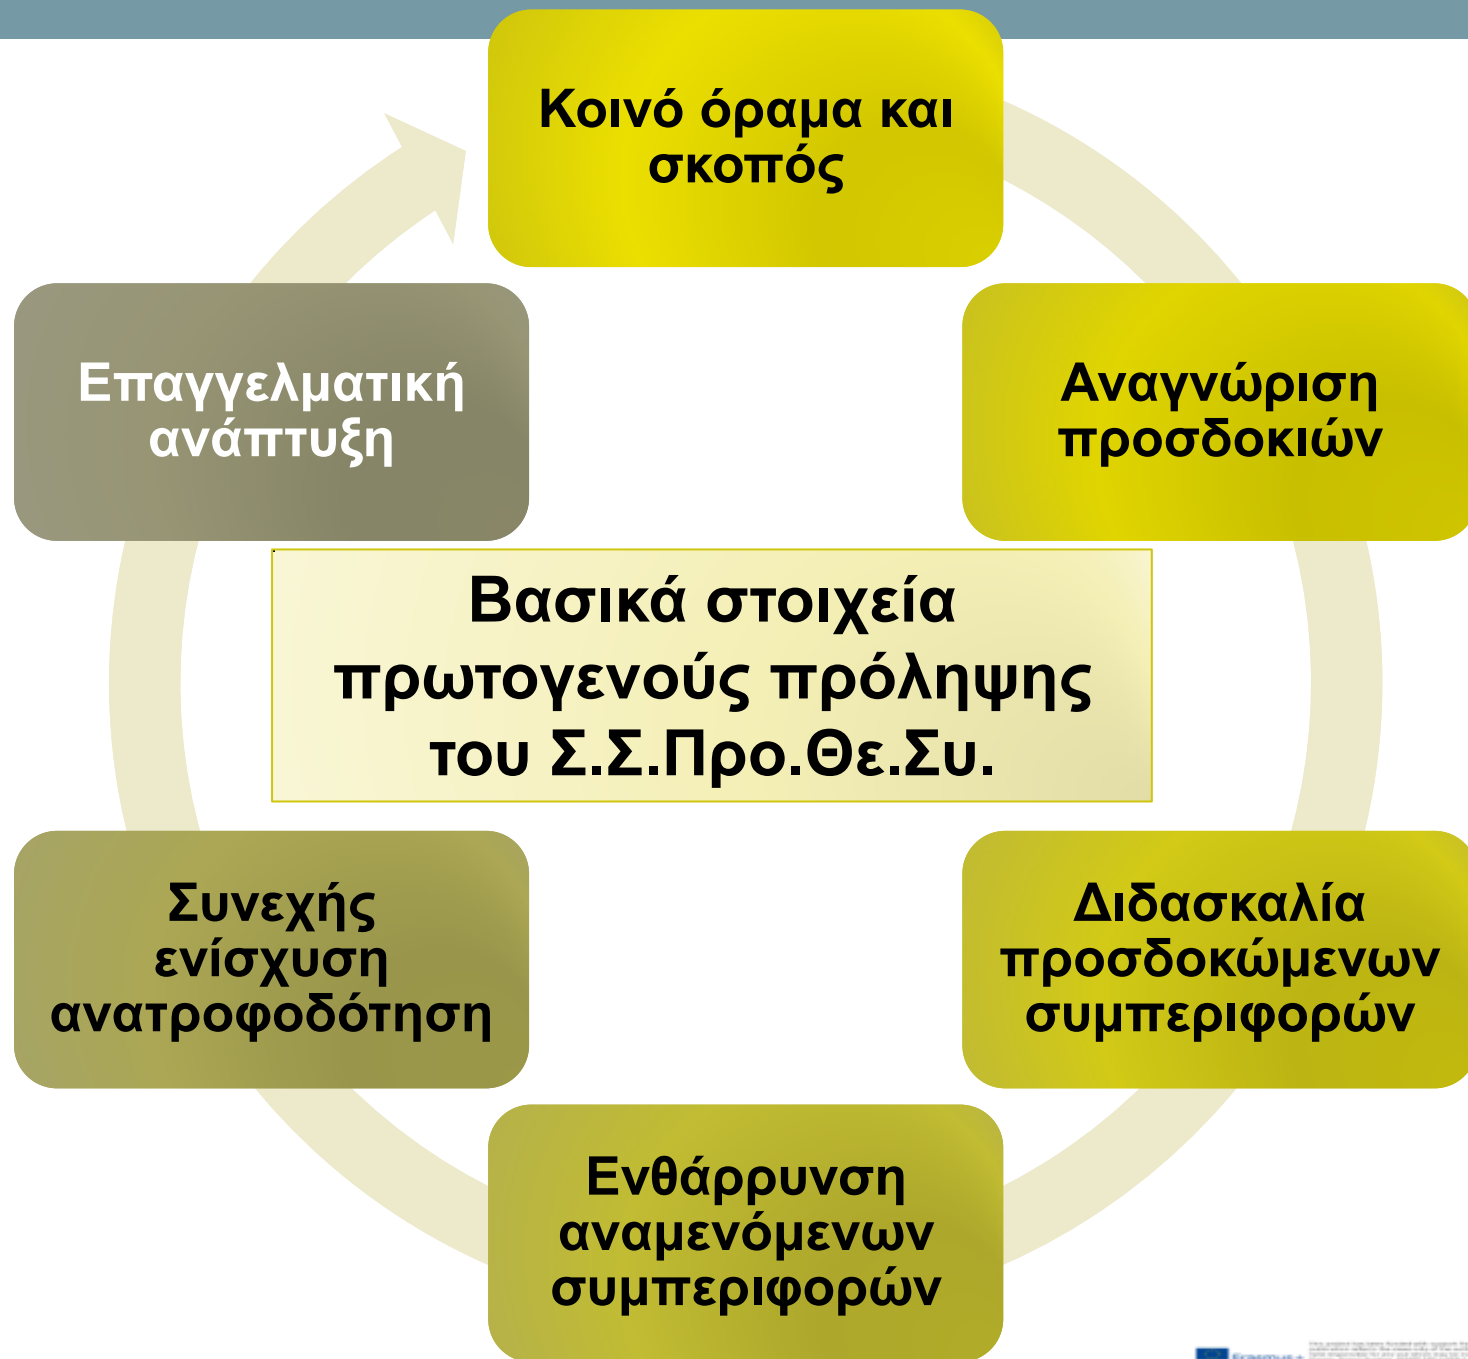 Κοινό όραμα και
σκοπός
Αναγνώριση
προσδοκιών
Διδασκαλία
προσδοκώμενων
συμπεριφορών
Ενθάρρυνση
αναμενόμενων
συμπεριφορών
Συνεχής
ενίσχυση
ανατροφοδότηση
Επαγγελματική
ανάπτυξη
Βασικά στοιχεία
πρωτογενούς πρόληψης
του Σ.Σ.Προ.Θε.Συ.
Erasmus+